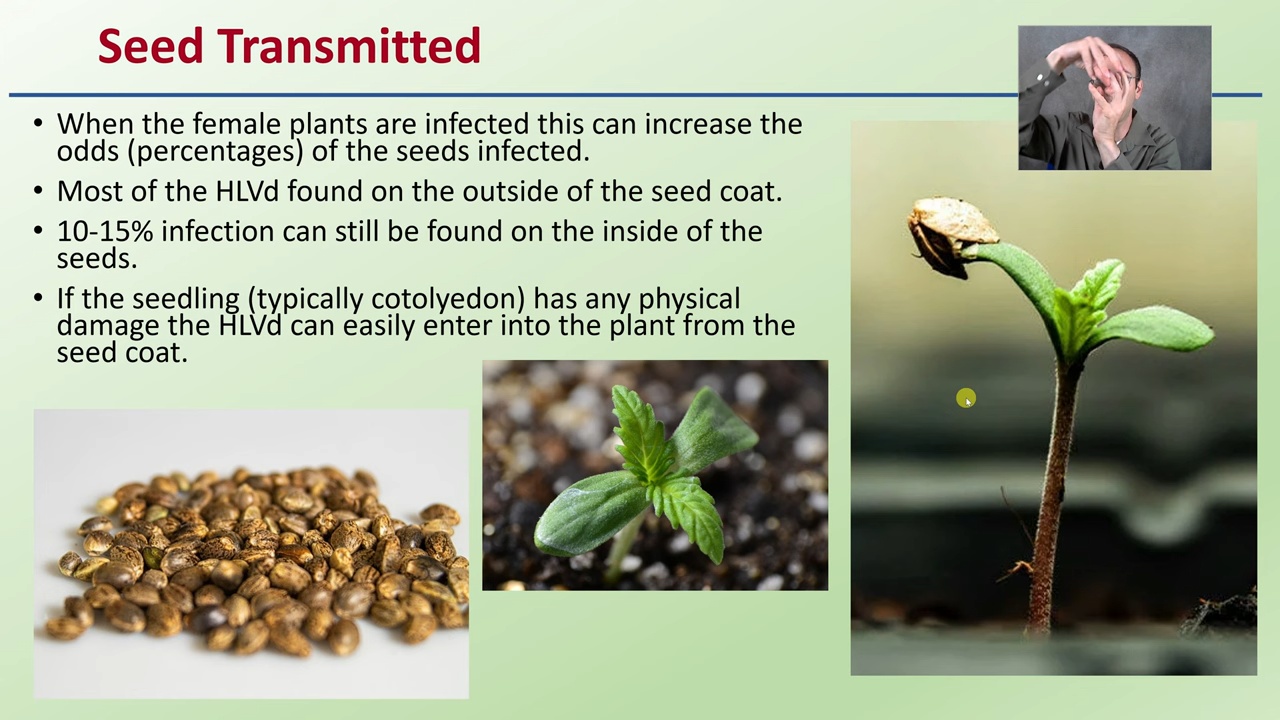 Seed Transmitted
• When the female plants are infected this can increase the
odds (percentages) of the seeds infected.
• Most of the HLVd found on the outside of the seed coat.
• 10-15% infection can still be found on the inside of the
seeds.
• If the seedling (typically cotolyedon) has any physical
damage the HLVd can easily enter into the plant from the
seed coat.